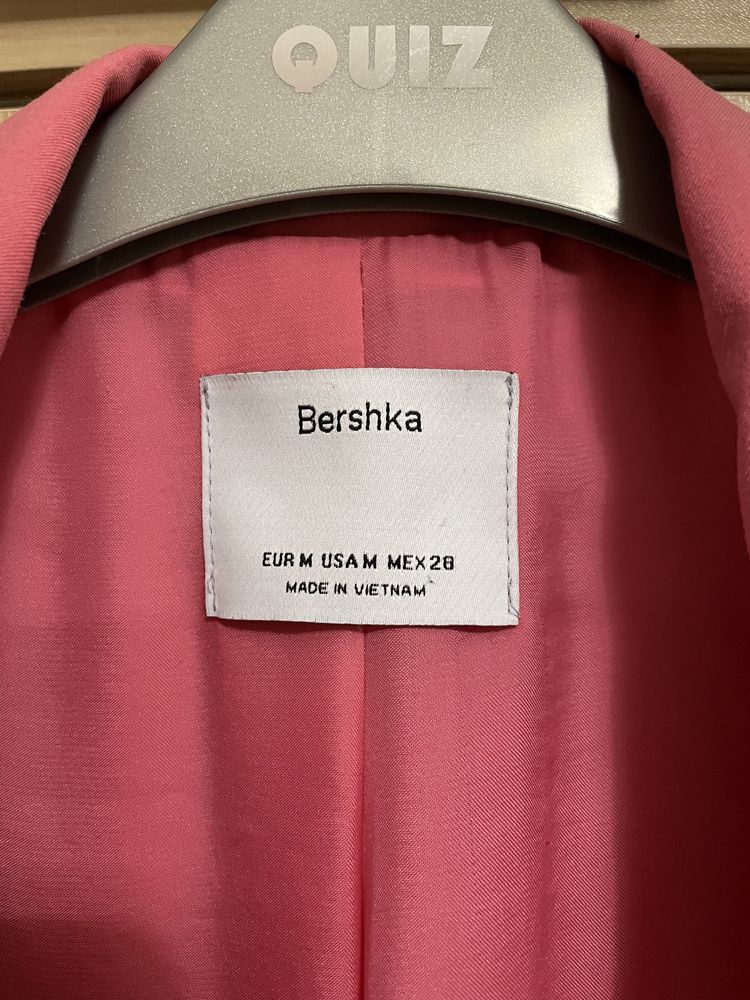 QUIZ
Bershka
EUR M USA M MEX 28
MADE IN VIETNAM